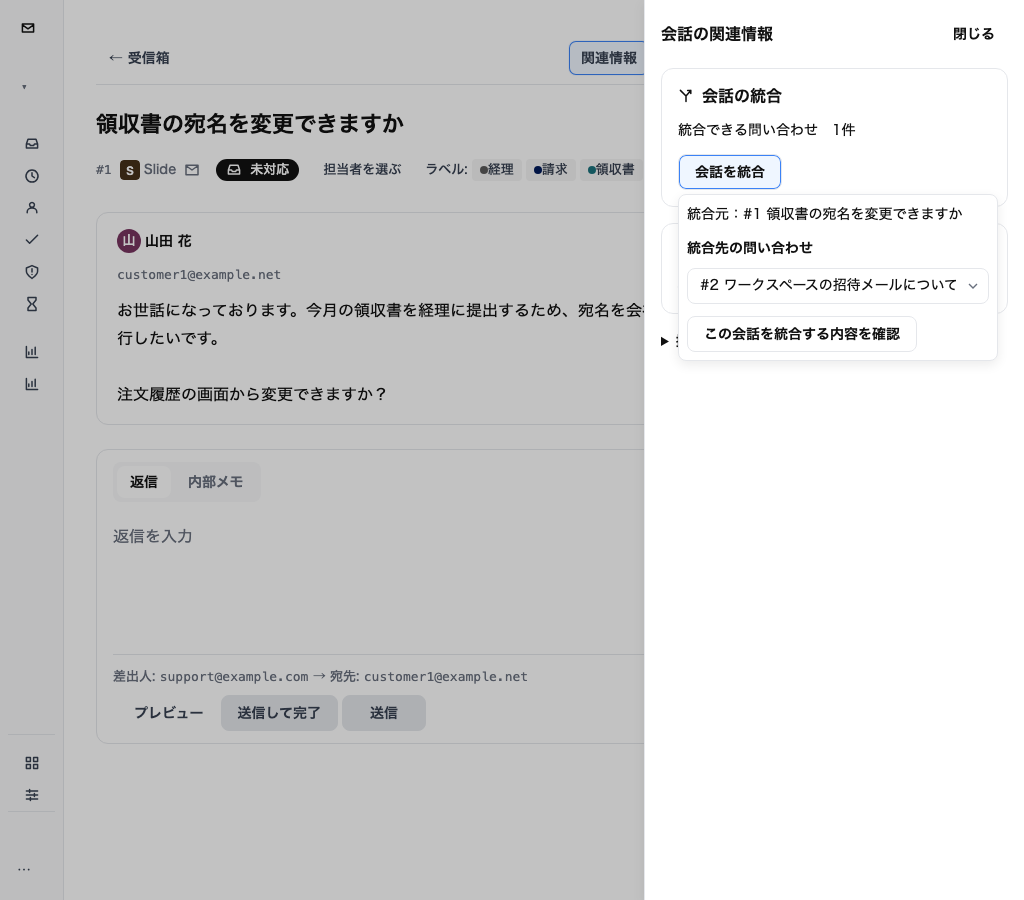 ← 受信箱
関連情報
領収書の宛名を変更できますか
#1 S Slide 未対応 担当者を選ぶ ラベル: 経理 請求 領収書
山 山田 花
customer1@example.net
お世話になっております。今月の領収書を経理に提出するため、宛名を会
行したいです。
注文履歴の画面から変更できますか？
返信 内部メモ
返信を入力
差出人: support@example.com → 宛先: customer1@example.net
プレビュー 送信して完了 送信
...
会話の関連情報 閉じる
会話の統合
統合できる問い合わせ 1件
会話を統合
統合元：#1 領収書の宛名を変更できますか
統合先の問い合わせ
#2 ワークスペースの招待メールについて
この会話を統合する内容を確認